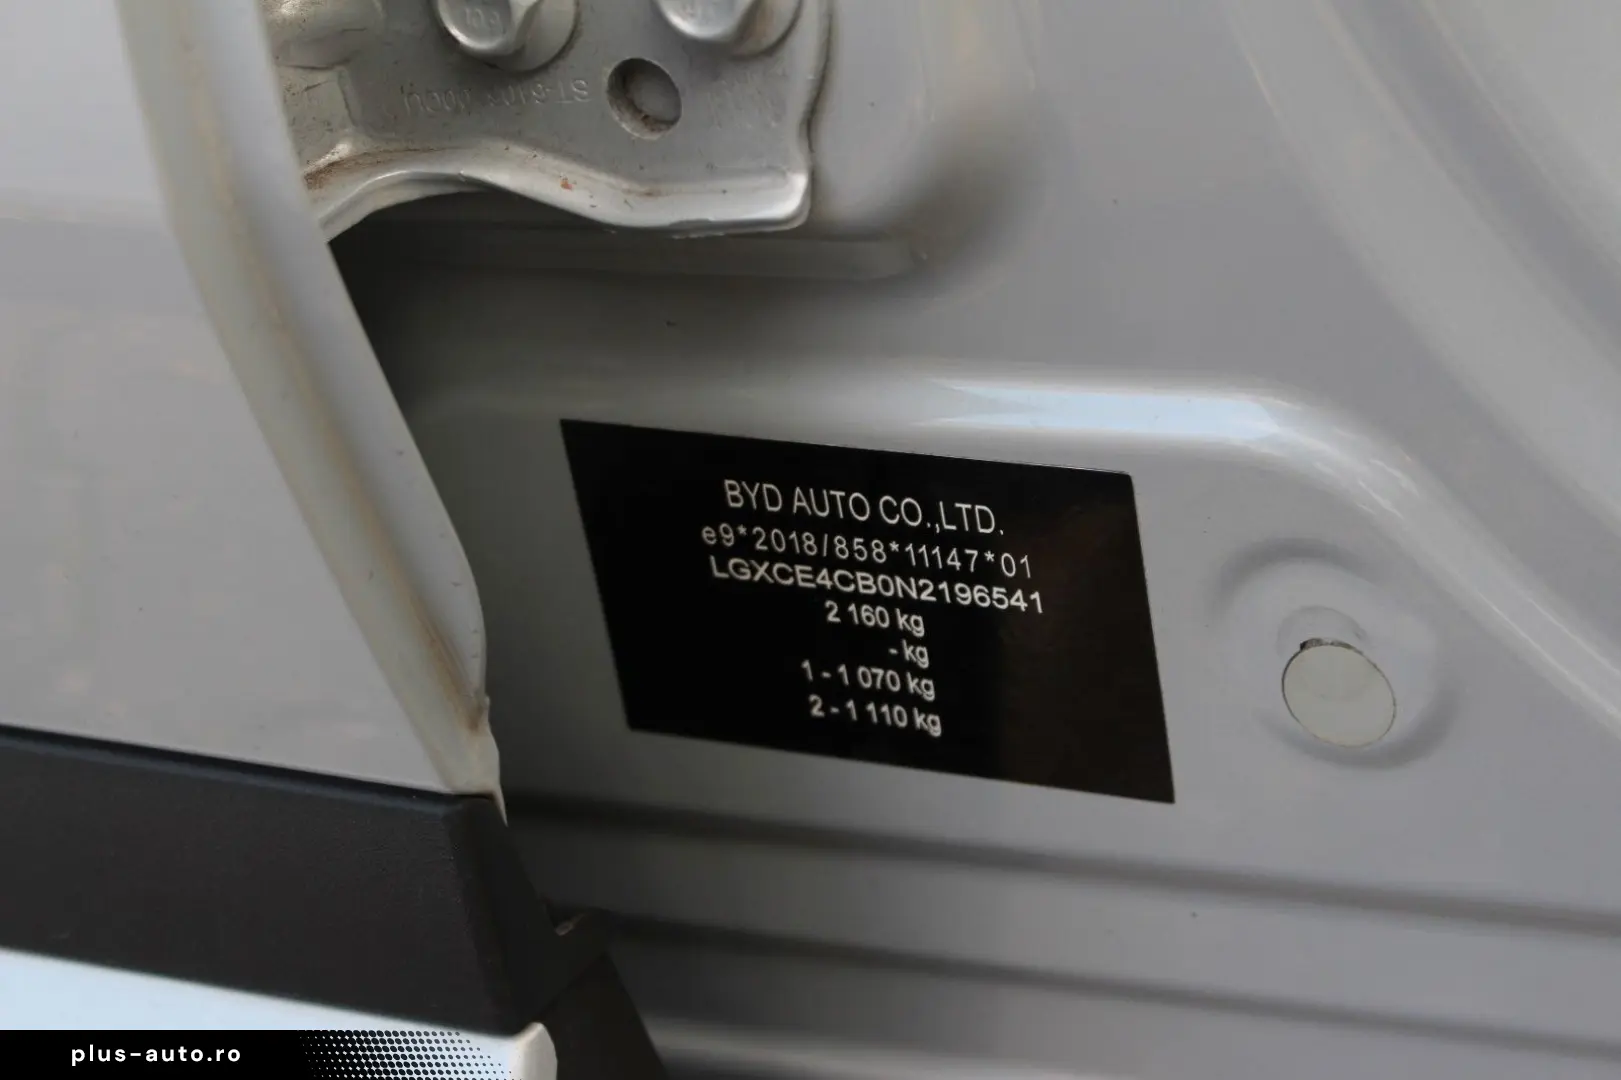 BYD AUTO CO.,LTD.
e9*2018/858*11147*01
LGXCE4CB0N2196541
2 160 kg
- kg
1 - 1 070 kg
2 - 1 110 kg
plus-auto.ro